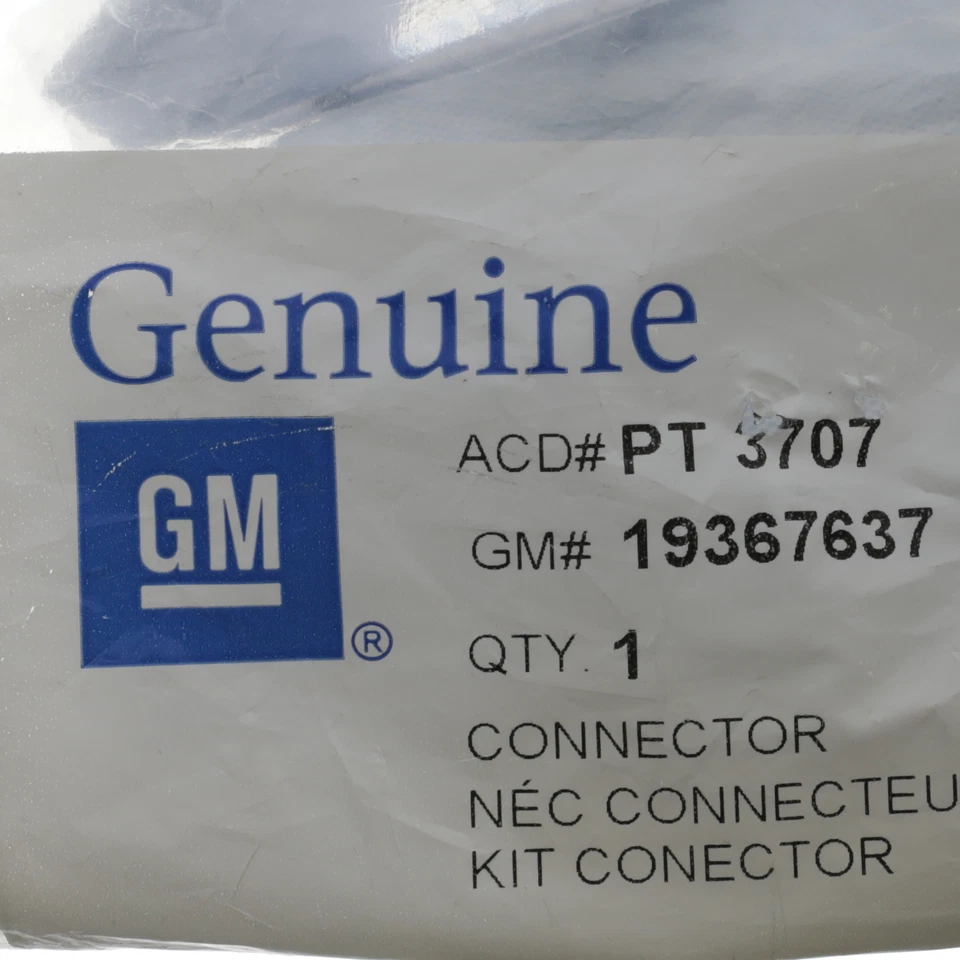 Genuine
GM ®
ACD# PT 3707
GM# 19367637
QTY. 1
CONNECTOR
NÉC CONNECTEU
KIT CONECTOR